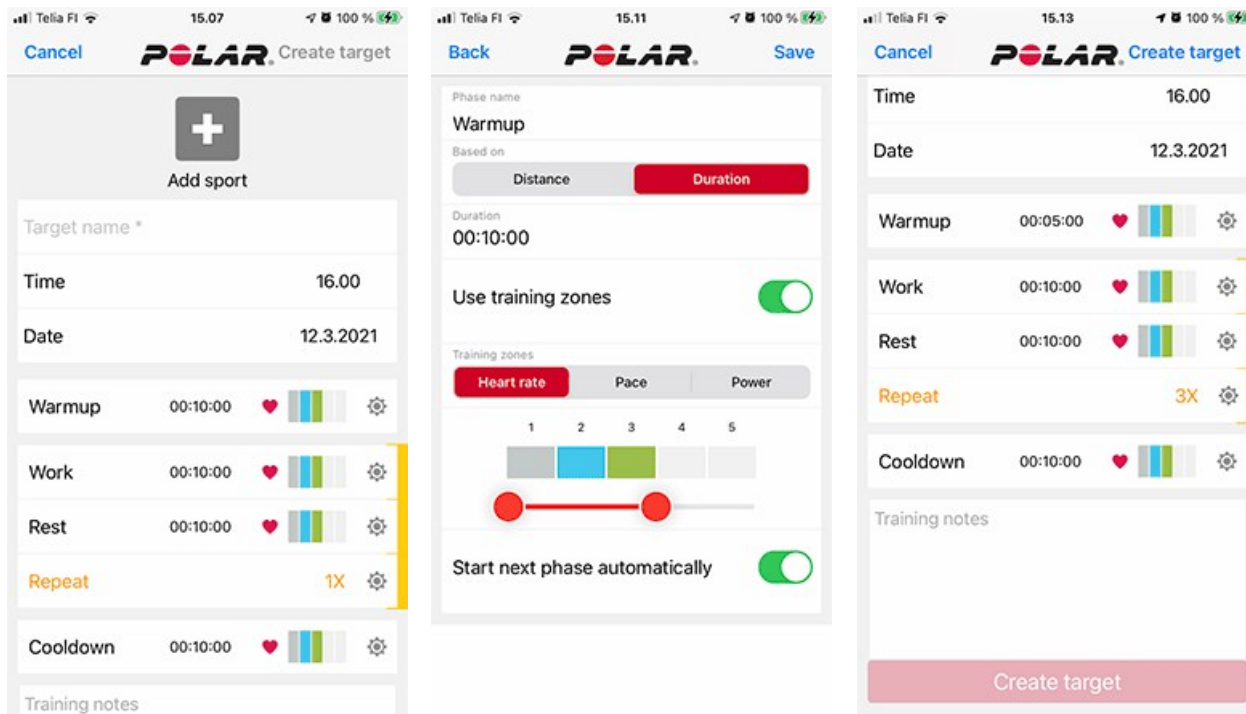 Telia FI 15.07 100 %
Cancel POLAR. Create target
Add sport
Target name *
Time 16.00
Date 12.3.2021
Warmup 00:10:00
Work 00:10:00
Rest 00:10:00
Repeat 1X
Cooldown 00:10:00
Training notes
Telia FI 15.11 100 %
Back POLAR. Save
Phase name
Warmup
Based on
Distance Duration
Duration
00:10:00
Use training zones
Training zones
Heart rate Pace Power
1 2 3 4 5
Start next phase automatically
Telia FI 15.13 100 %
Cancel POLAR. Create target
Time 16.00
Date 12.3.2021
Warmup 00:05:00
Work 00:10:00
Rest 00:10:00
Repeat 3X
Cooldown 00:10:00
Training notes
Create target